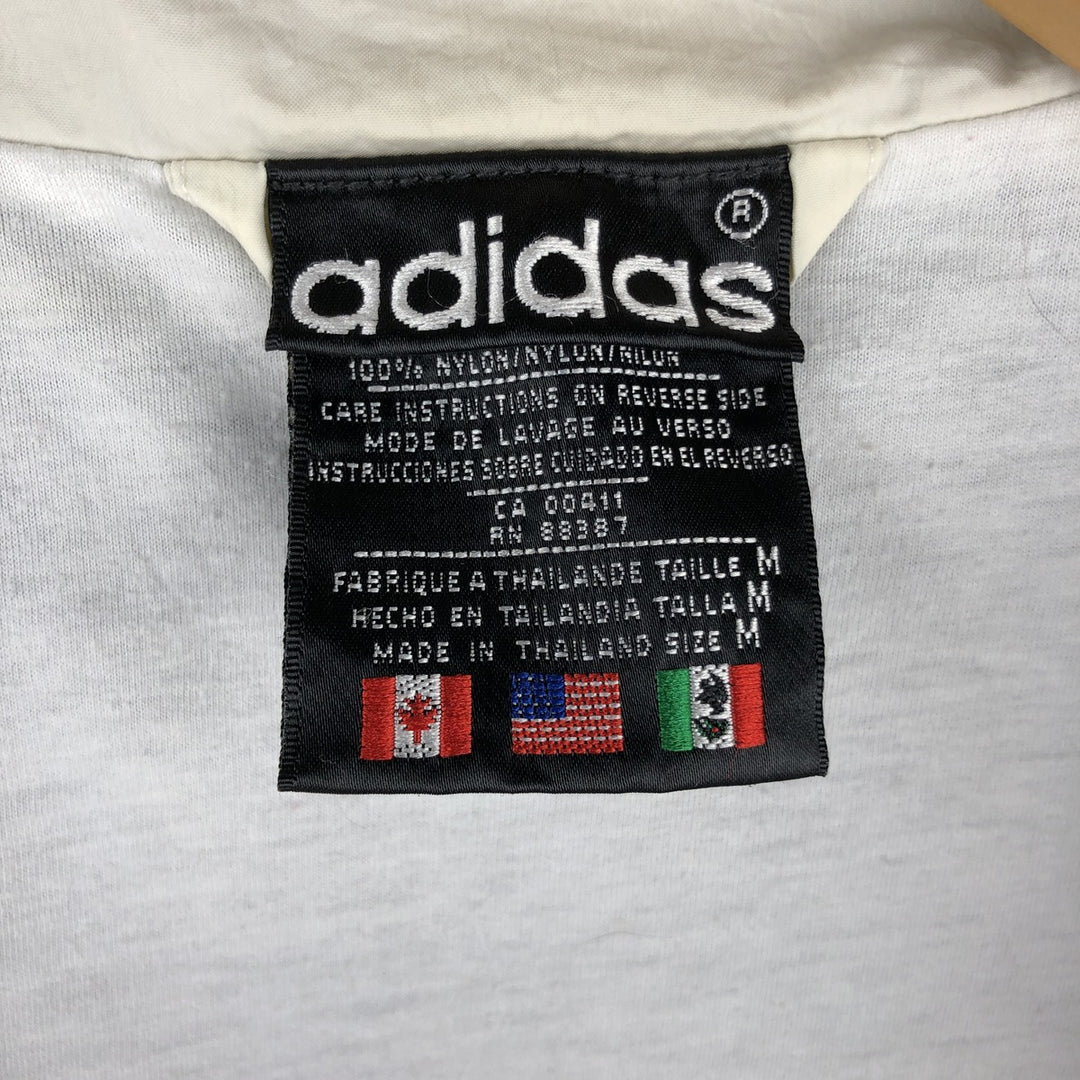 adidas ®
100% NYLON/NYLON/NILON
CARE INSTRUCTIONS ON REVERSE SIDE
MODE DE LAVAGE AU VERSO
INSTRUCCIONES SOBRE CUIDADO EN EL REVERSO
CA 00411
RN 88387
FABRIQUE A THAILANDE TAILLE M
HECHO EN TAILANDIA TALLA M
MADE IN THAILAND SIZE M